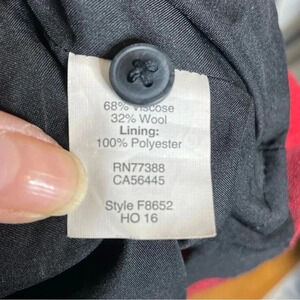 68% Viscose
32% Wool
Lining:
100% Polyester
RN77388
CA56445
Style F8652
HO 16